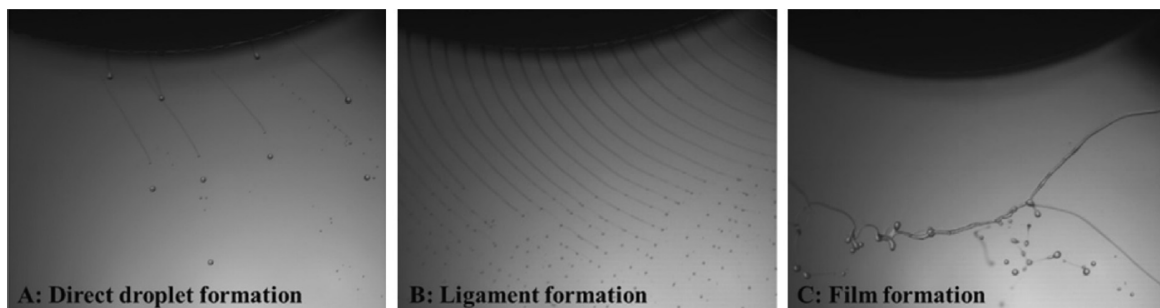 A: Direct droplet formation
B: Ligament formation
C: Film formation